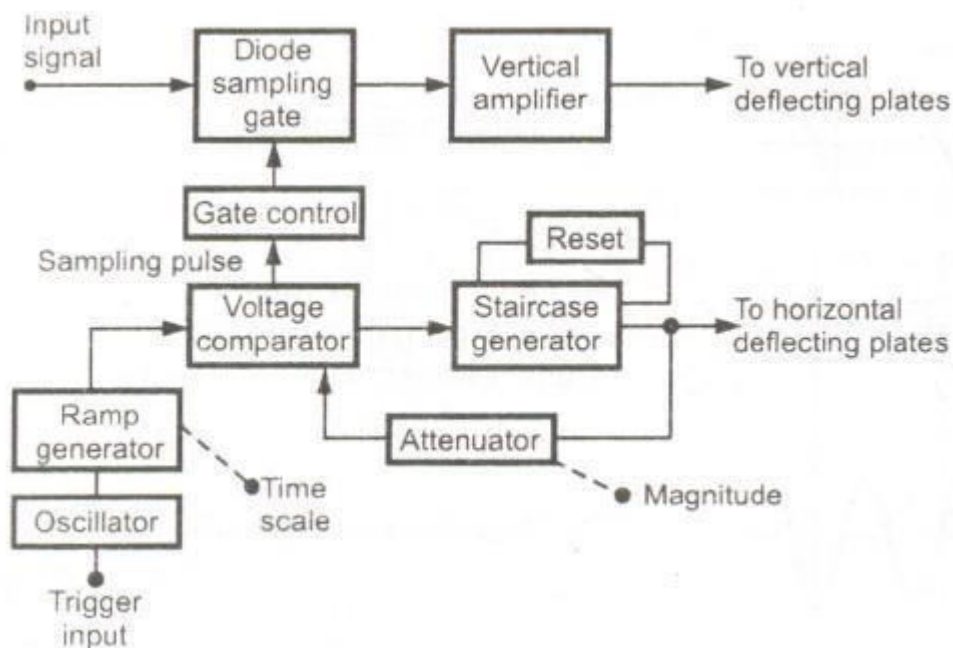 Input
signal
Diode
sampling
gate
Vertical
amplifier
To vertical
deflecting plates
Gate control
Sampling pulse
Reset
Voltage
comparator
Staircase
generator
To horizontal
deflecting plates
Ramp
generator
Attenuator
Time
scale
Magnitude
Oscillator
Trigger
input